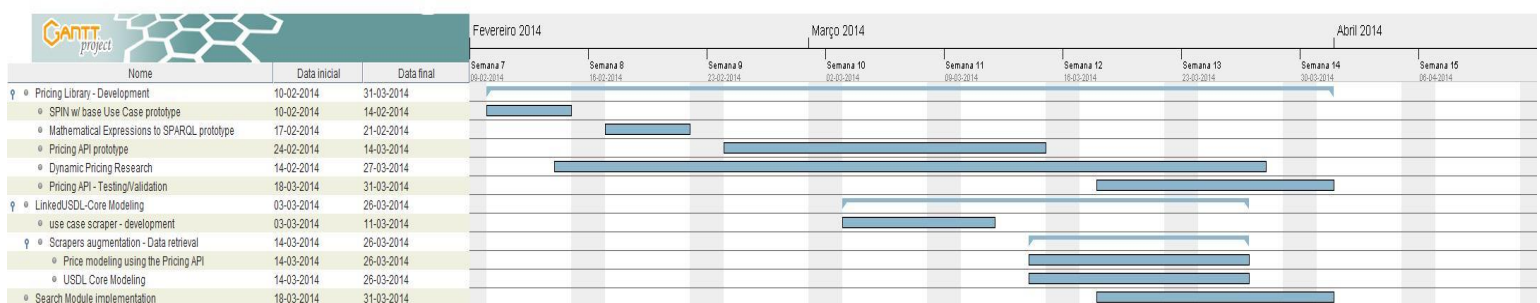 GANTT project
Fevereiro 2014 Março 2014 Abril 2014
Semana 7 Semana 8 Semana 9 Semana 10 Semana 11 Semana 12 Semana 13 Semana 14 Semana 15
09-02-2014 16-02-2014 23-02-2014 02-03-2014 09-03-2014 16-03-2014 23-03-2014 30-03-2014 06-04-2014
Nome Data inicial Data final
Pricing Library - Development 10-02-2014 31-03-2014
SPIN w/ base Use Case prototype 10-02-2014 14-02-2014
Mathematical Expressions to SPARQL prototype 17-02-2014 21-02-2014
Pricing API prototype 24-02-2014 14-03-2014
Dynamic Pricing Research 14-02-2014 27-03-2014
Pricing API - Testing/Validation 18-03-2014 31-03-2014
LinkedUSDL-Core Modeling 03-03-2014 26-03-2014
use case scraper - development 03-03-2014 11-03-2014
Scrapers augmentation - Data retrieval 14-03-2014 26-03-2014
Price modeling using the Pricing API 14-03-2014 26-03-2014
USDL Core Modeling 14-03-2014 26-03-2014
Search Module implementation 18-03-2014 31-03-2014